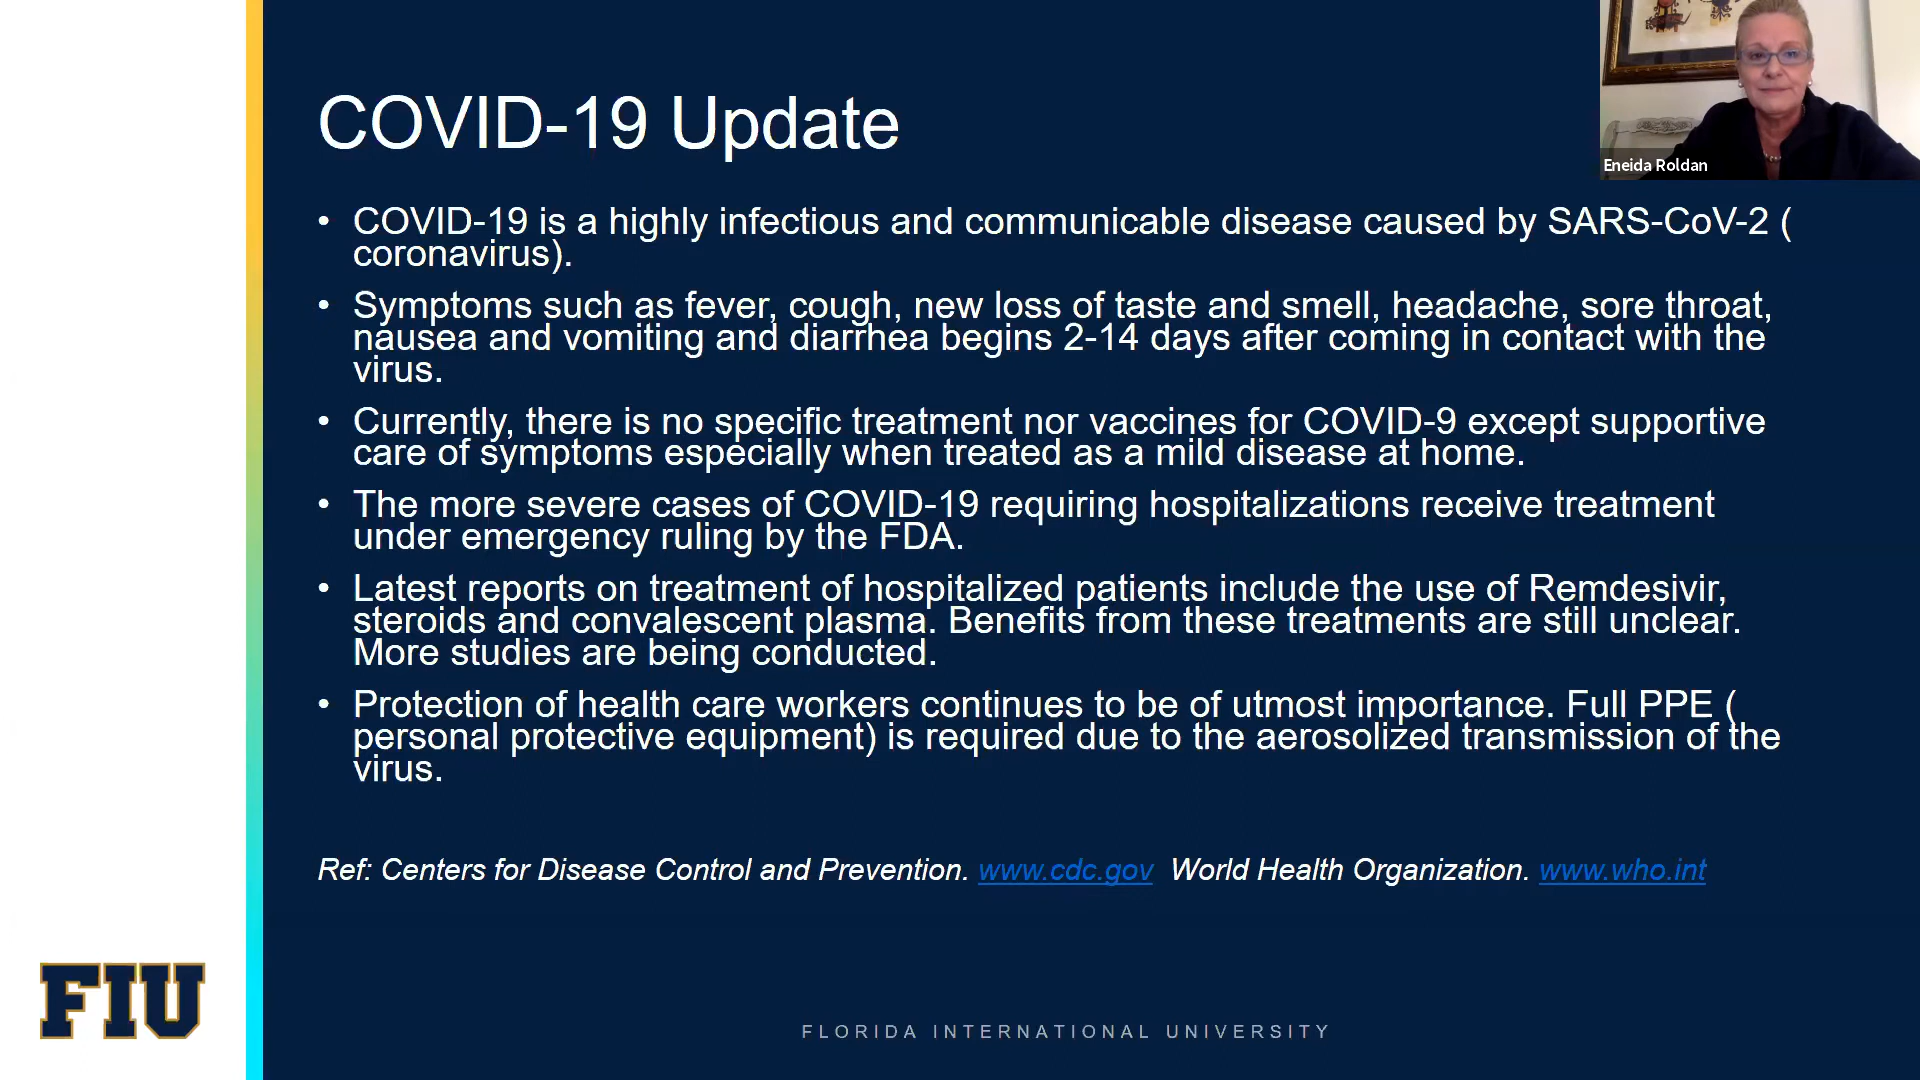 Eneida Roldan
COVID-19 Update
• COVID-19 is a highly infectious and communicable disease caused by SARS-CoV-2 (
coronavirus).
• Symptoms such as fever, cough, new loss of taste and smell, headache, sore throat,
nausea and vomiting and diarrhea begins 2-14 days after coming in contact with the
virus.
• Currently, there is no specific treatment nor vaccines for COVID-9 except supportive
care of symptoms especially when treated as a mild disease at home.
• The more severe cases of COVID-19 requiring hospitalizations receive treatment
under emergency ruling by the FDA.
• Latest reports on treatment of hospitalized patients include the use of Remdesivir,
steroids and convalescent plasma. Benefits from these treatments are still unclear.
More studies are being conducted.
• Protection of health care workers continues to be of utmost importance. Full PPE (
personal protective equipment) is required due to the aerosolized transmission of the
virus.
Ref: Centers for Disease Control and Prevention. www.cdc.gov World Health Organization. www.who.int
FIU
FLORIDA INTERNATIONAL UNIVERSITY